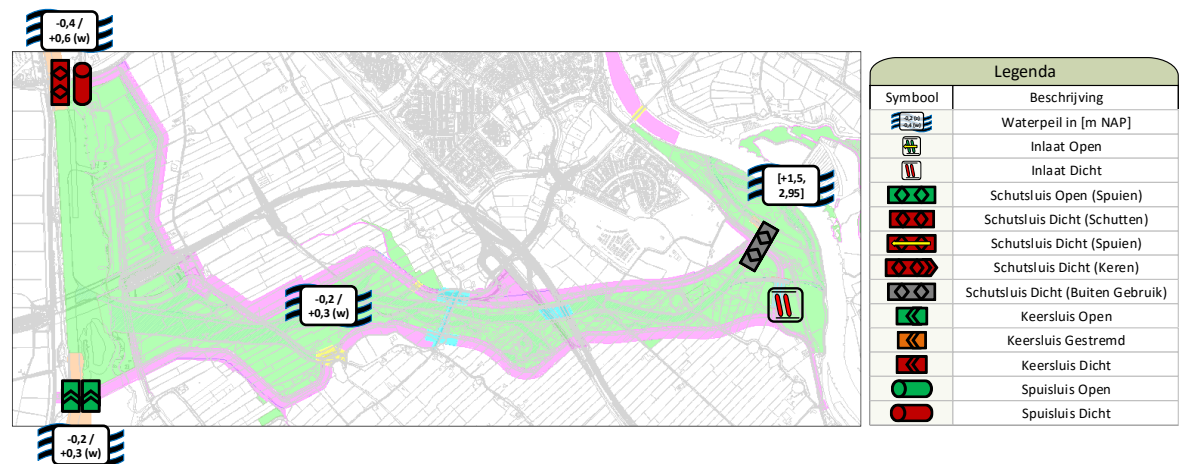 -0,4 /
+0,6 (w)
[+1,5,
2,95]
-0,2 /
+0,3 (w)
-0,2 /
+0,3 (w)
Legenda
Symbool Beschrijving
Waterpeil in [m NAP]
Inlaat Open
Inlaat Dicht
Schutsluis Open (Spuien)
Schutsluis Dicht (Schutten)
Schutsluis Dicht (Spuien)
Schutsluis Dicht (Keren)
Schutsluis Dicht (Buiten Gebruik)
Keersluis Open
Keersluis Gestremd
Keersluis Dicht
Spuisluis Open
Spuisluis Dicht